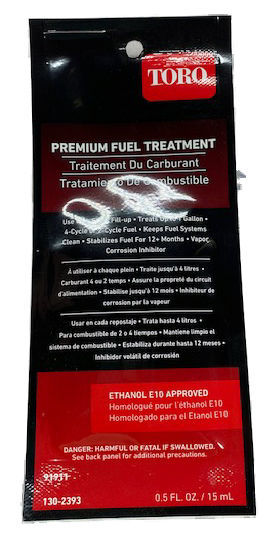 TORO
PREMIUM FUEL TREATMENT
Traitement Du Carburant
Tratamiento De Combustible
Use Fill-up • Treats Up To 1 Gallon •
4-Cycle Or 2-Cycle Fuel • Keeps Fuel Systems
Clean • Stabilizes Fuel For 12+ Months • Vapor
Corrosion Inhibitor
À utiliser à chaque plein • Traite jusqu'à 4 litres •
Carburant 4 ou 2 temps • Assure la propreté du circuit
d'alimentation • Stabilise jusqu'à 12 mois • Inhibiteur de
corrosion par la vapeur
Usar en cada repostaje • Trata hasta 4 litros •
Para combustible de 2 o 4 tiempos • Mantiene limpio el
sistema de combustible • Estabiliza durante hasta 12 meses •
Inhibidor volátil de corrosión
ETHANOL E10 APPROVED
Homologué pour l'éthanol E10
Homologado para el Etanol E10
DANGER: HARMFUL OR FATAL IF SWALLOWED.
See back panel for additional precautions.
91911
130-2393
0.5 FL. OZ. / 15 mL